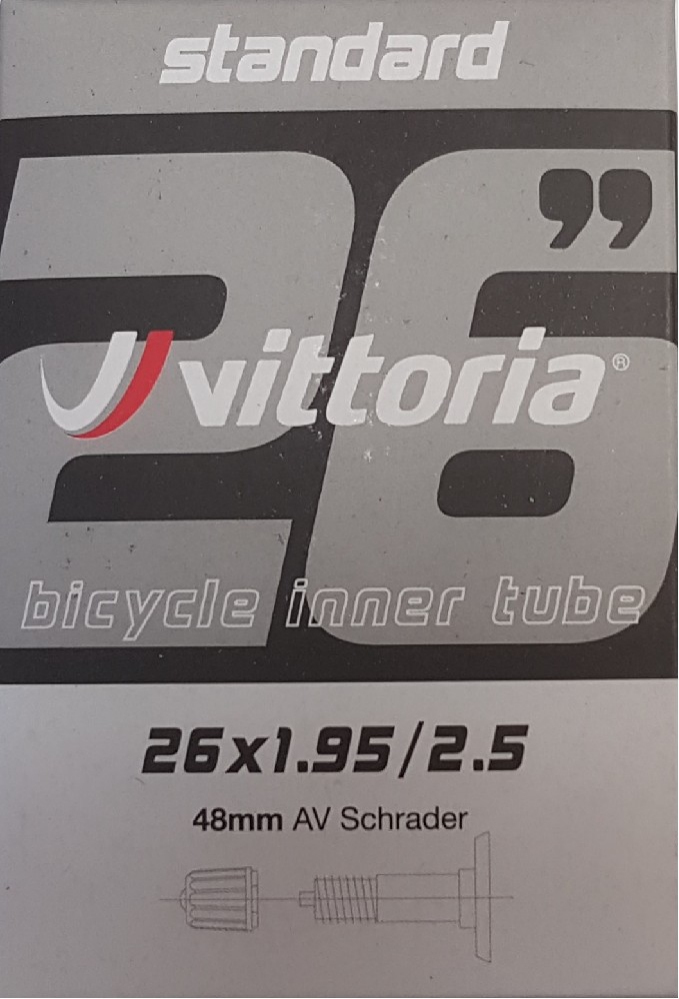 standard
26”
vittoria®
bicycle inner tube
26x1.95/2.5
48mm AV Schrader